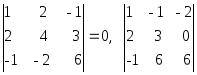 | 1 2 -1 | | 1 -1 -2 |
| 2 4 3 | =0, | 2 3 0 |
| -1 -2 6 | | -1 6 6 |